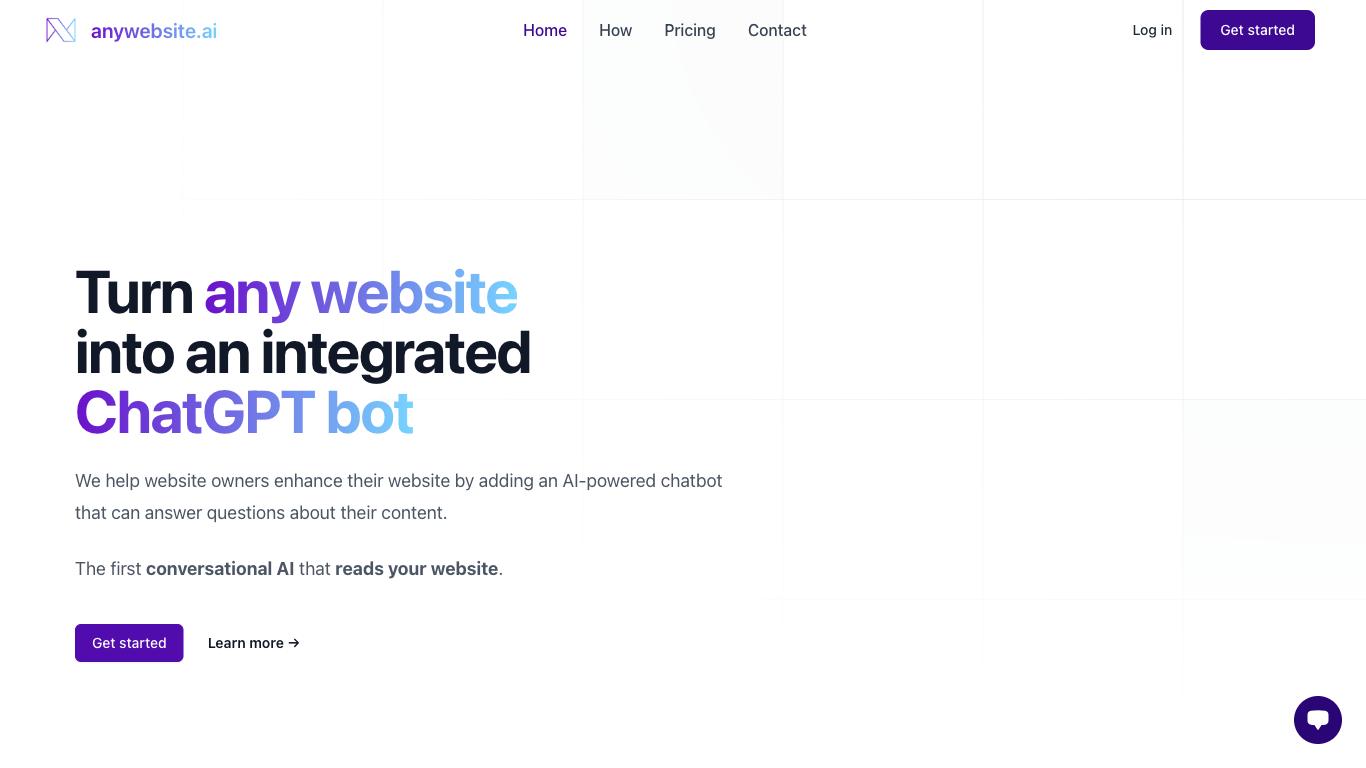 anywebsite.ai
Home
How
Pricing
Contact
Log in
Get started
Turn any website
into an integrated
ChatGPT bot
We help website owners enhance their website by adding an AI-powered chatbot
that can answer questions about their content.
The first conversational AI that reads your website.
Get started
Learn more →